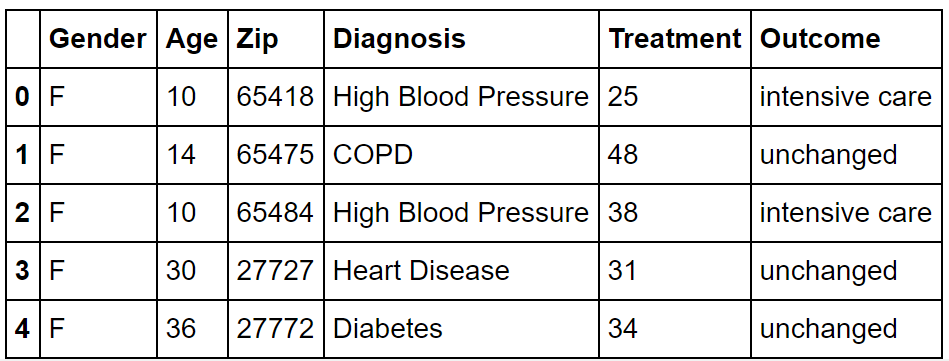 Gender Age Zip Diagnosis Treatment Outcome
0 F 10 65418 High Blood Pressure 25 intensive care
1 F 14 65475 COPD 48 unchanged
2 F 10 65484 High Blood Pressure 38 intensive care
3 F 30 27727 Heart Disease 31 unchanged
4 F 36 27772 Diabetes 34 unchanged